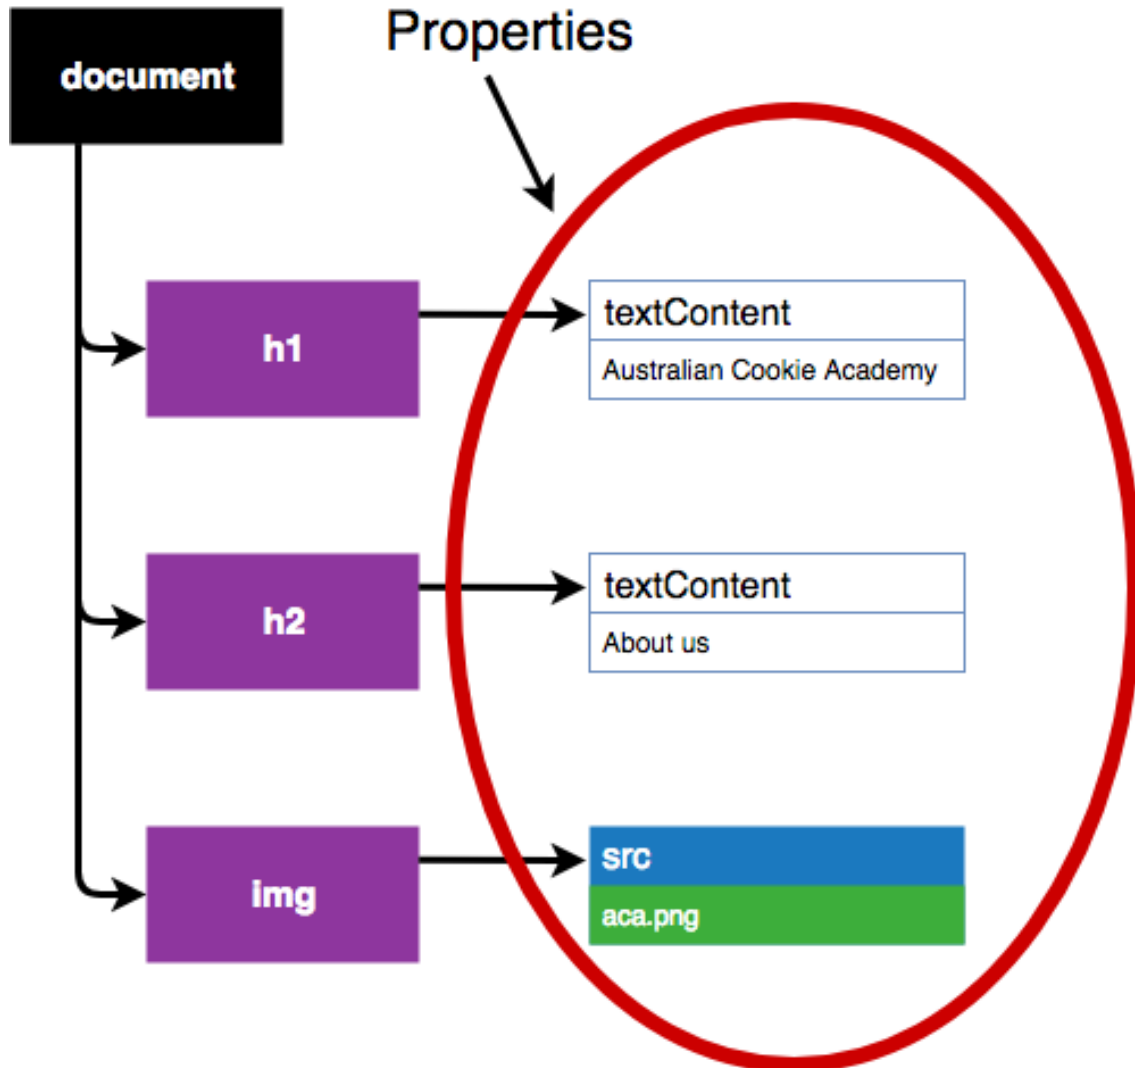 Properties
document
h1
textContent
Australian Cookie Academy
h2
textContent
About us
img
src
aca.png